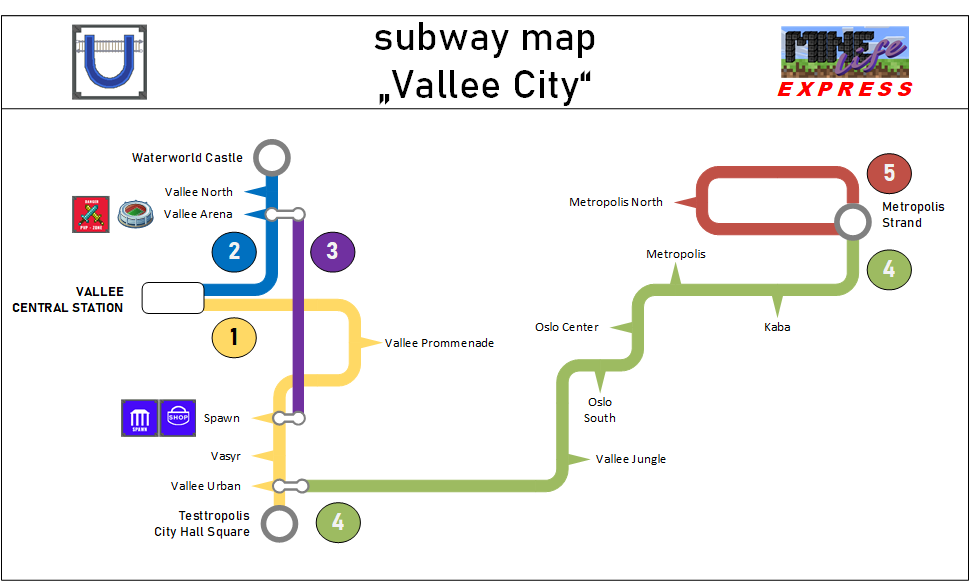 subway map
„Vallee City“
MINE
life
EXPRESS
Waterworld Castle
Vallee North
Vallee Arena
DANGER
PVP - ZONE
2
3
VALLEE
CENTRAL STATION
1
Vallee Prommenade
Spawn
SPAWN
SHOP
Vasyr
Vallee Urban
Testtropolis
City Hall Square
4
Vallee Jungle
Oslo
South
Oslo Center
Metropolis
Kaba
4
Metropolis
Strand
5
Metropolis North